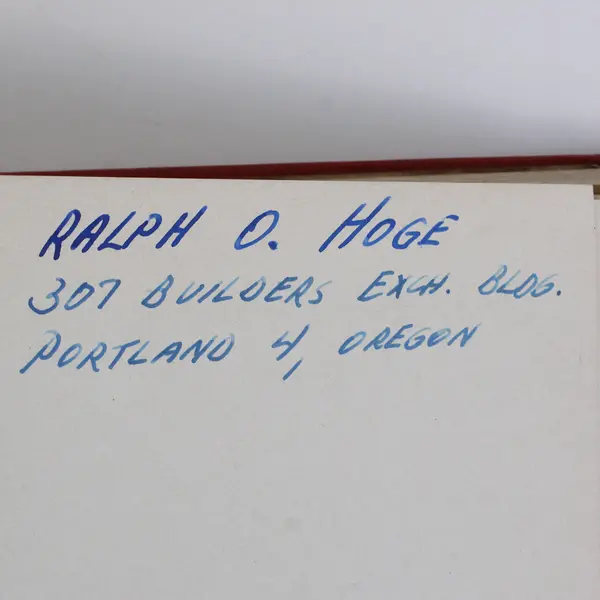 RALPH O. HOGE
307 BUILDERS EXCH. BLDG.
PORTLAND 4, OREGON